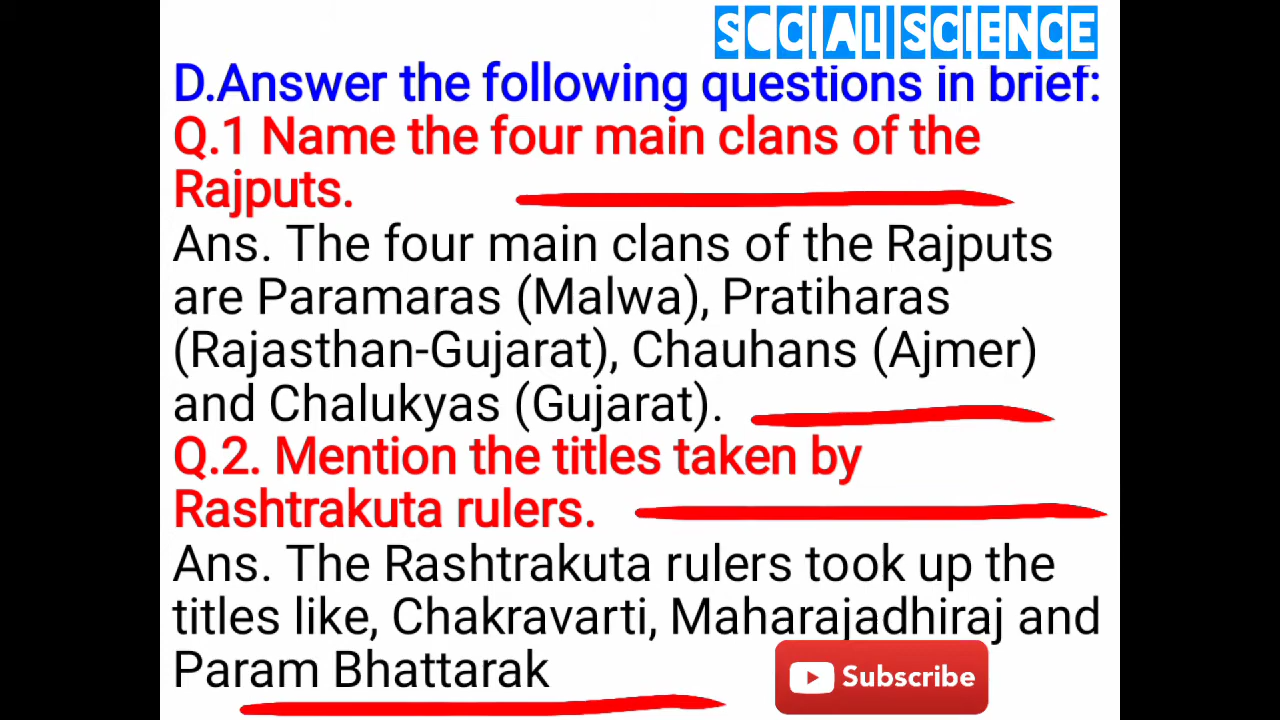 SOCIAL SCIENCE
D.Answer the following questions in brief:
Q.1 Name the four main clans of the
Rajputs.
Ans. The four main clans of the Rajputs
are Paramaras (Malwa), Pratiharas
(Rajasthan-Gujarat), Chauhans (Ajmer)
and Chalukyas (Gujarat).
Q.2. Mention the titles taken by
Rashtrakuta rulers.
Ans. The Rashtrakuta rulers took up the
titles like, Chakravarti, Maharajadhiraj and
Param Bhattarak
Subscribe